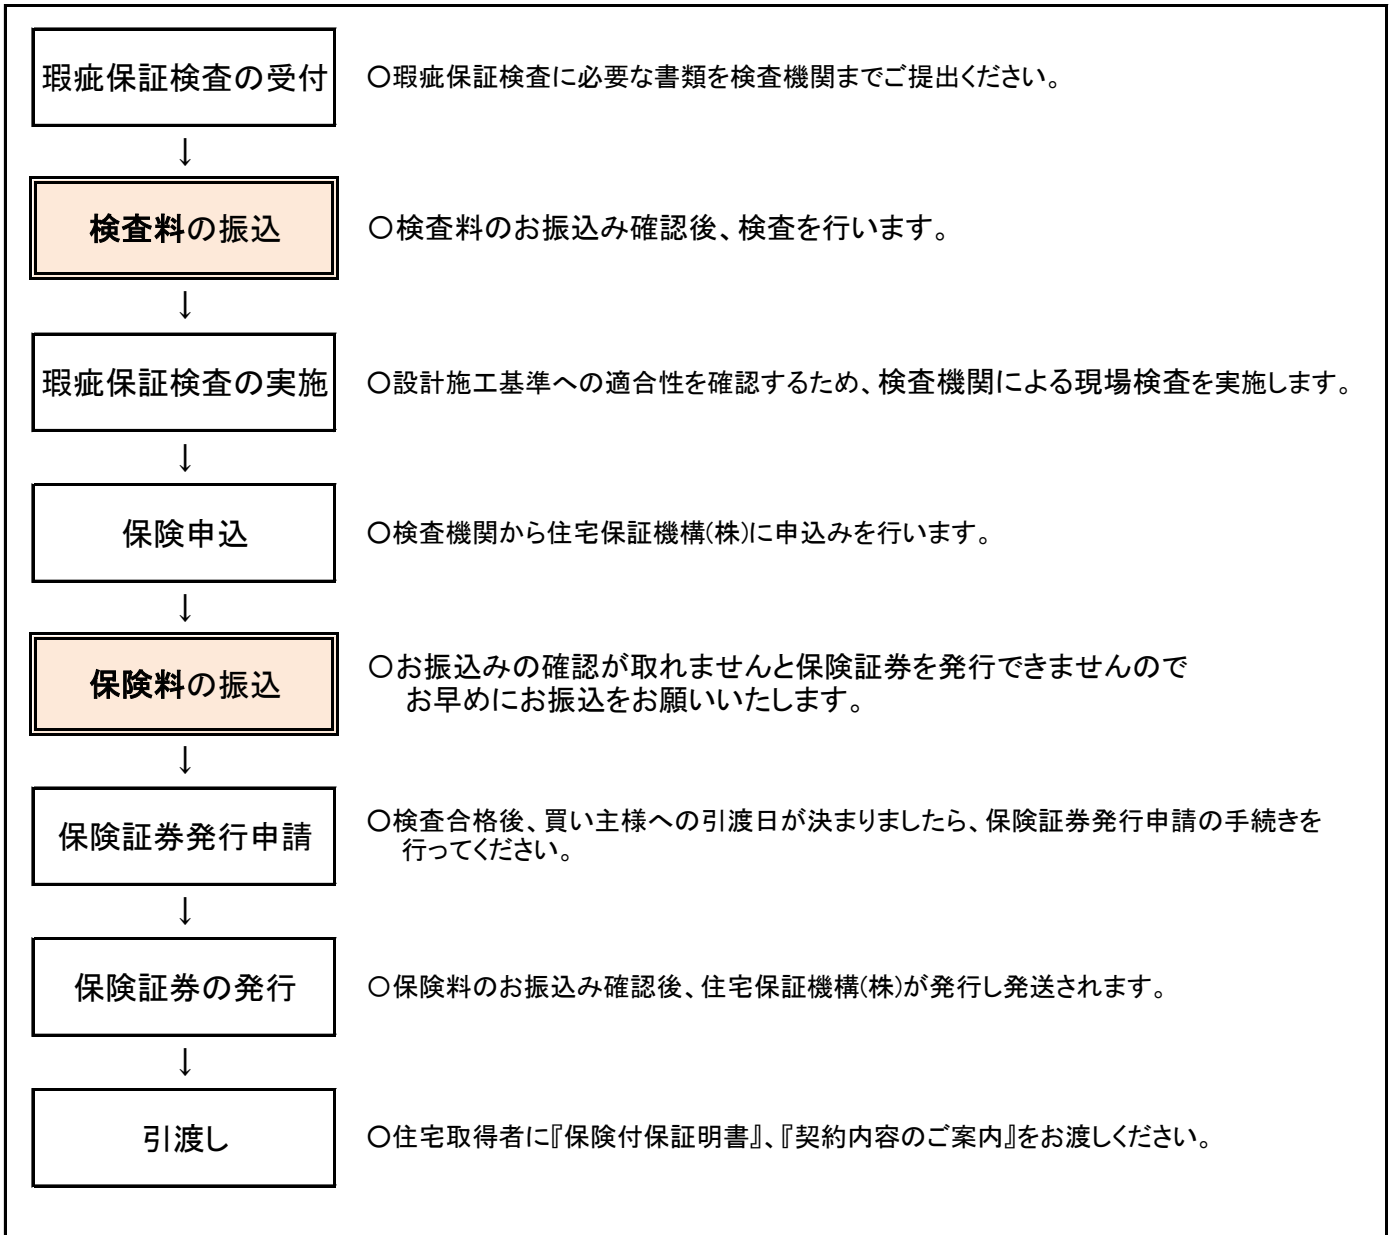 瑕疵保証検査の受付
〇瑕疵保証検査に必要な書類を検査機関までご提出ください。
↓
検査料の振込
〇検査料のお振込み確認後、検査を行います。
↓
瑕疵保証検査の実施
〇設計施工基準への適合性を確認するため、検査機関による現場検査を実施します。
↓
保険申込
〇検査機関から住宅保証機構(株)に申込みを行います。
↓
保険料の振込
〇お振込みの確認が取れませんと保険証券を発行できませんので
お早めにお振込をお願いいたします。
↓
保険証券発行申請
〇検査合格後、買い主様への引渡日が決まりましたら、保険証券発行申請の手続きを
行ってください。
↓
保険証券の発行
〇保険料のお振込み確認後、住宅保証機構(株)が発行し発送されます。
↓
引渡し
〇住宅取得者に『保険付保証明書』、『契約内容のご案内』をお渡しください。